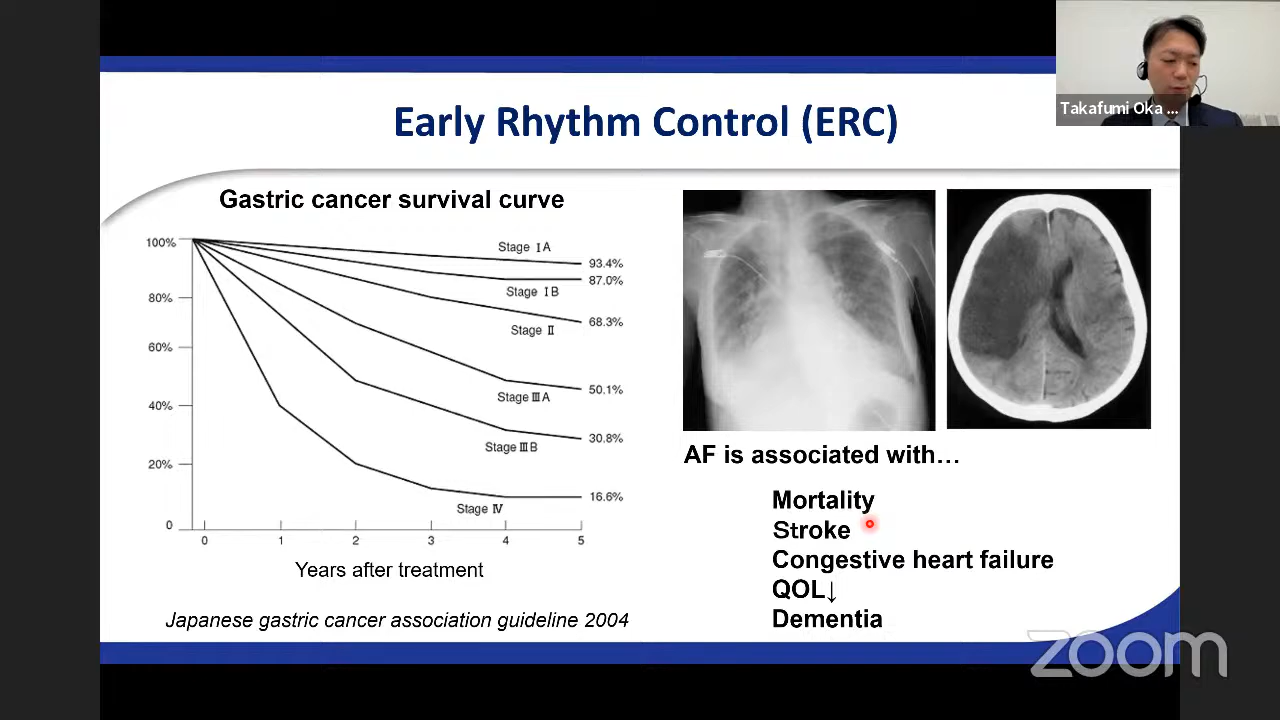 Takafumi Oka ...
Early Rhythm Control (ERC)
Gastric cancer survival curve
100%
80%
60%
40%
20%
0
Stage ⅠA
93.4%
87.0%
Stage ⅠB
68.3%
Stage Ⅱ
50.1%
Stage ⅢA
30.8%
Stage ⅢB
16.6%
Stage Ⅳ
0 1 2 3 4 5
Years after treatment
Japanese gastric cancer association guideline 2004
AF is associated with…
Mortality
Stroke
Congestive heart failure
QOL↓
Dementia
zoom